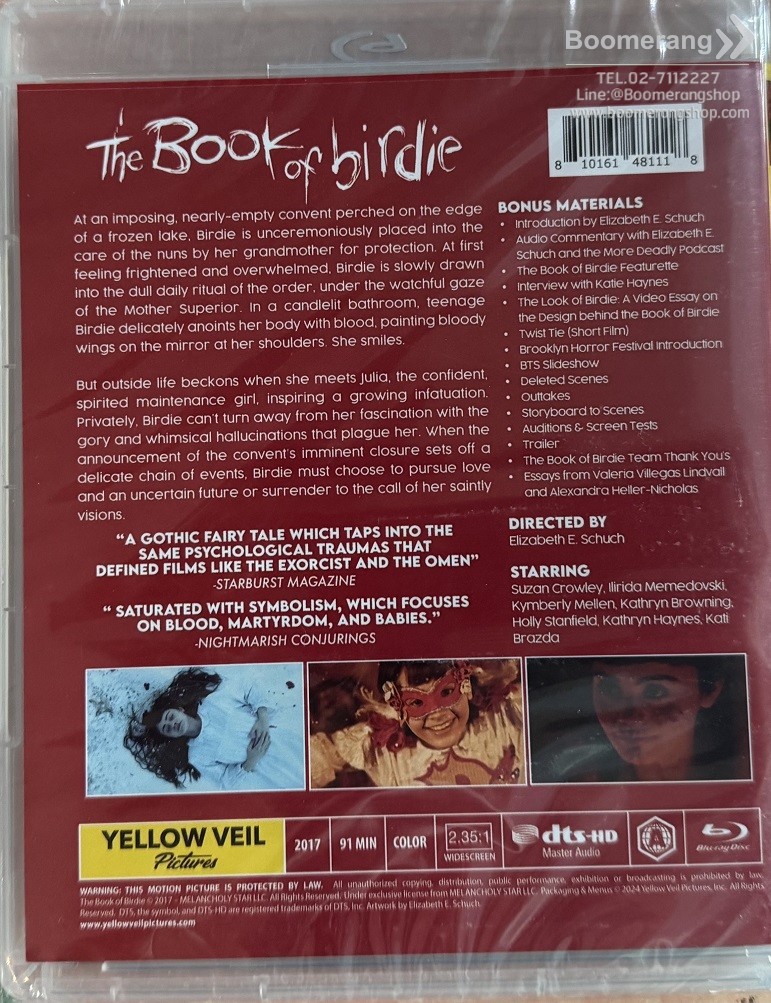 Boomerang
TEL.02-7112227
Line:@Boomerangshop
www.boomerangshop.com
The Book of birdie
8 10161 48111 8
At an imposing, nearly-empty convent perched on the edge
of a frozen lake, Birdie is unceremoniously placed into the
care of the nuns by her grandmother for protection. At first
feeling frightened and overwhelmed, Birdie is slowly drawn
into the dull daily ritual of the order, under the watchful gaze
of the Mother Superior. In a candlelit bathroom, teenage
Birdie delicately anoints her body with blood, painting bloody
wings on the mirror at her shoulders. She smiles.
But outside life beckons when she meets Julia, the confident,
spirited maintenance girl, inspiring a growing infatuation.
Privately, Birdie can't turn away from her fascination with the
gory and whimsical hallucinations that plague her. When the
announcement of the convent's imminent closure sets off a
delicate chain of events, Birdie must choose to pursue love
and an uncertain future or surrender to the call of her saintly
visions.
"A GOTHIC FAIRY TALE WHICH TAPS INTO THE
SAME PSYCHOLOGICAL TRAUMAS THAT
DEFINED FILMS LIKE THE EXORCIST AND THE OMEN"
-STARBURST MAGAZINE
" SATURATED WITH SYMBOLISM, WHICH FOCUSES
ON BLOOD, MARTYRDOM, AND BABIES."
-NIGHTMARISH CONJURINGS
BONUS MATERIALS
• Introduction by Elizabeth E. Schuch
• Audio Commentary with Elizabeth E.
Schuch and the More Deadly Podcast
• The Book of Birdie Featurette
• Interview with Katie Haynes
• The Look of Birdie: A Video Essay on
the Design behind the Book of Birdie
• Twist Tie (Short Film)
• Brooklyn Horror Festival Introduction
• BTS Slideshow
• Deleted Scenes
• Outtakes
• Storyboard to Scenes
• Auditions & Screen Tests
• Trailer
• The Book of Birdie Team Thank You's
• Essays from Valeria Villegas Lindvall
and Alexandra Heller-Nicholas
DIRECTED BY
Elizabeth E. Schuch
STARRING
Suzan Crowley, Ilirida Memedovski,
Kymberly Mellen, Kathryn Browning,
Holly Stanfield, Kathryn Haynes, Kati
Brazda
YELLOW VEIL
Pictures
2017
91 MIN
COLOR
2.35:1
WIDESCREEN
dts-HD
Master Audio
A
Blu-ray Disc
WARNING: THIS MOTION PICTURE IS PROTECTED BY LAW. All unauthorized copying, distribution, public performance, exhibition or broadcasting is prohibited by law.
The Book of Birdie © 2017 - MELANCHOLY STAR LLC. All Rights Reserved. Under exclusive license from MELANCHOLY STAR LLC. Packaging & Menus © 2024 Yellow Veil Pictures, Inc. All Rights
Reserved. DTS, the symbol, and DTS-HD are registered trademarks of DTS, Inc. Artwork by Elizabeth E. Schuch.
www.yellowveilpictures.com